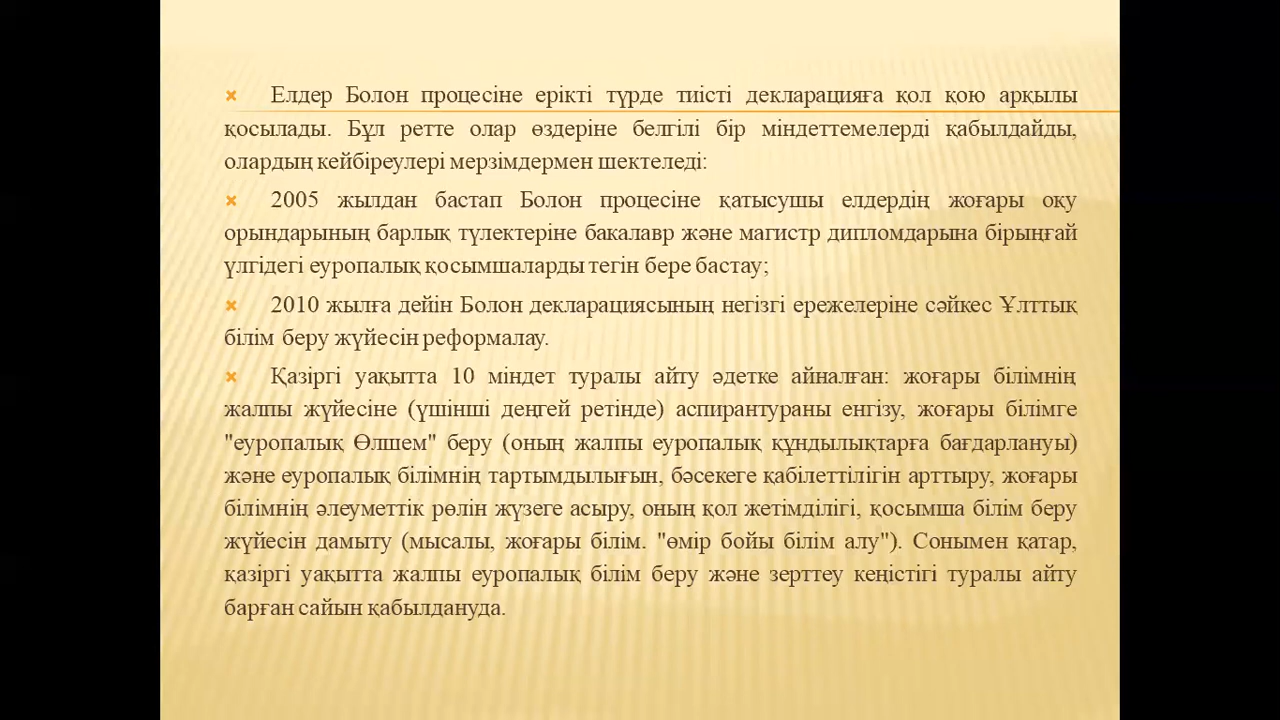 Елдер Болон процесіне ерікті түрде тиісті декларацияға қол қою арқылы
қосылады. Бұл ретте олар өздеріне белгілі бір міндеттемелерді қабылдайды,
олардың кейбіреулері мерзімдермен шектеледі:
2005 жылдан бастап Болон процесіне қатысушы елдердің жоғары оқу
орындарының барлық түлектеріне бакалавр және магистр дипломдарына бірыңғай
үлгідегі еуропалық қосымшаларды тегін бере бастау;
2010 жылға дейін Болон декларациясының негізгі ережелеріне сәйкес Ұлттық
білім беру жүйесін реформалау.
Қазіргі уақытта 10 міндет туралы айту әдетке айналған: жоғары білімнің
жалпы жүйесіне (үшінші деңгей ретінде) аспирантураны енгізу, жоғары білімге
"еуропалық Өлшем" беру (оның жалпы еуропалық құндылықтарға бағдарлануы)
және еуропалық білімнің тартымдылығын, бәсекеге қабілеттілігін арттыру, жоғары
білімнің әлеуметтік рөлін жүзеге асыру, оның қол жетімділігі, қосымша білім беру
жүйесін дамыту (мысалы, жоғары білім. "өмір бойы білім алу"). Сонымен қатар,
қазіргі уақытта жалпы еуропалық білім беру және зерттеу кеңістігі туралы айту
барған сайын қабылдануда.